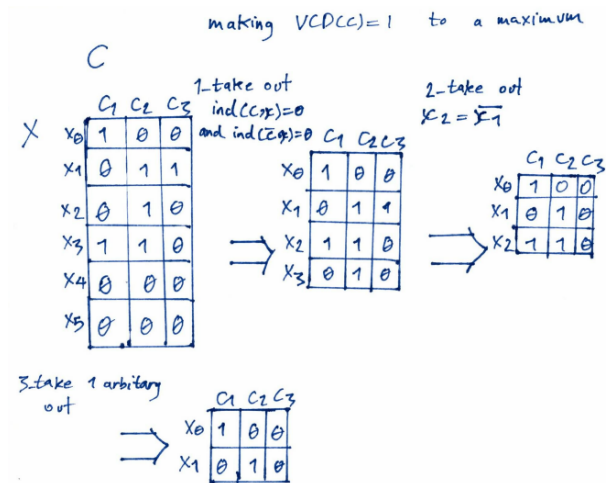 making VCD(C)=1 to a maximum
C
1-take out
ind(C,x)=0
and ind(c̄,x)=0
2-take out
x2 = x̄1
C1 C2 C3
X
x0 1 0 0
x1 0 1 1
x2 0 1 0
x3 1 1 0
x4 0 0 0
x5 0 0 0
C1 C2 C3
x0 1 0 0
x1 0 1 1
x2 1 1 0
x3 0 1 0
C1 C2 C3
x0 1 0 0
x1 0 1 0
x2 1 1 0
3-take 1 arbitary
out
C1 C2 C3
x0 1 0 0
x1 0 1 0